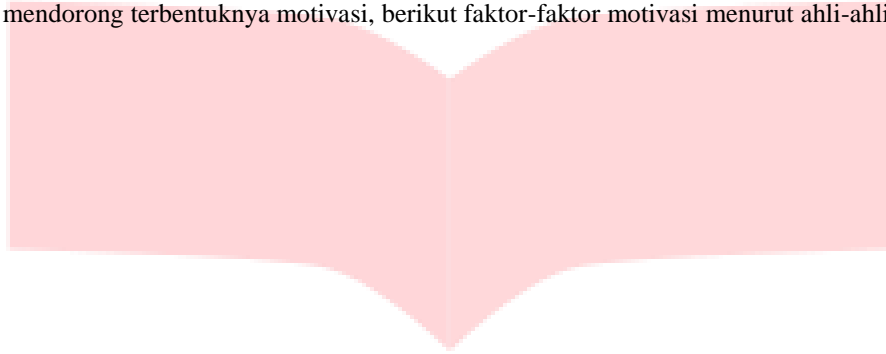 mendorong terbentuknya motivasi, berikut faktor-faktor motivasi menurut ahli-ahli